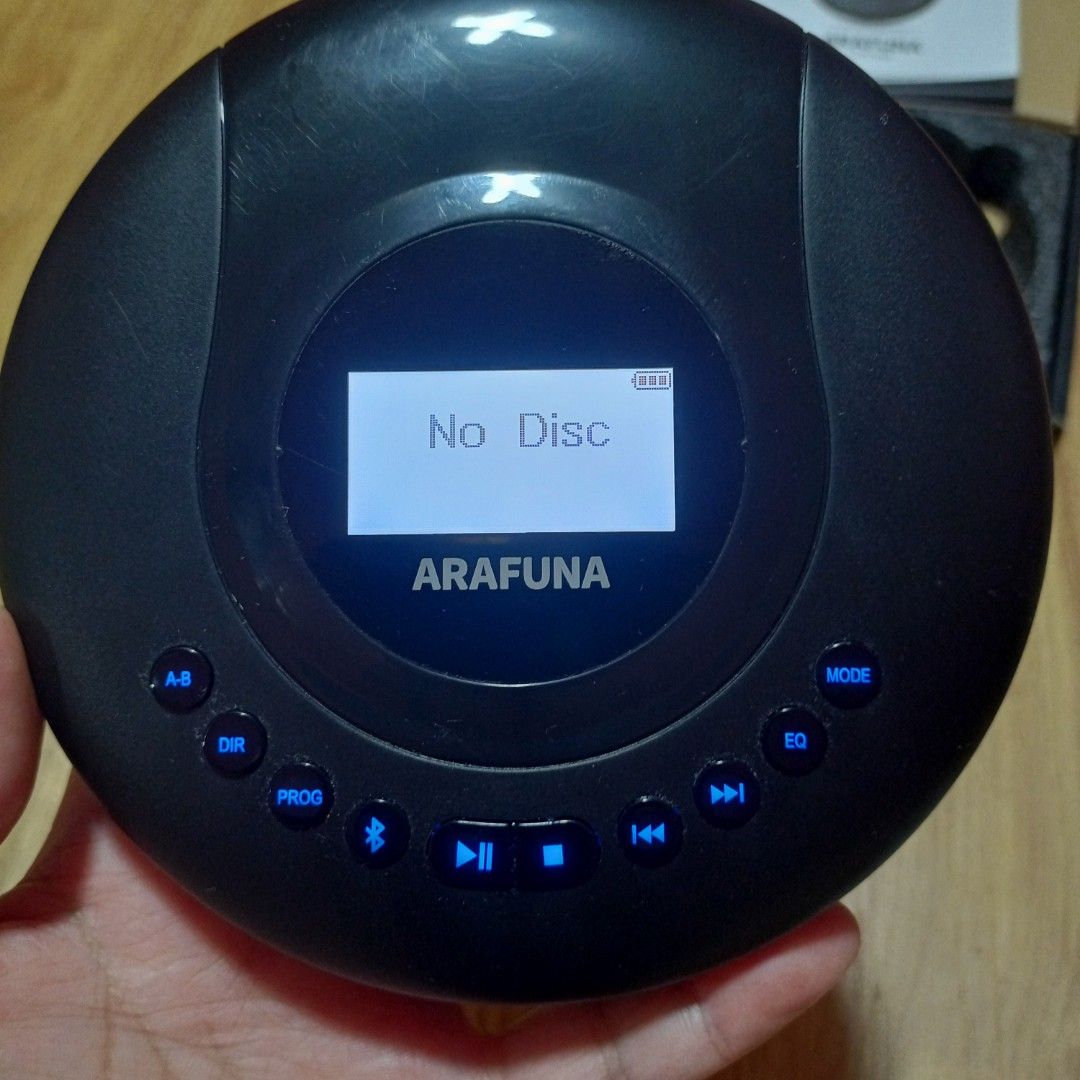 No Disc
ARAFUNA
A-B
MODE
DIR
EQ
PROG